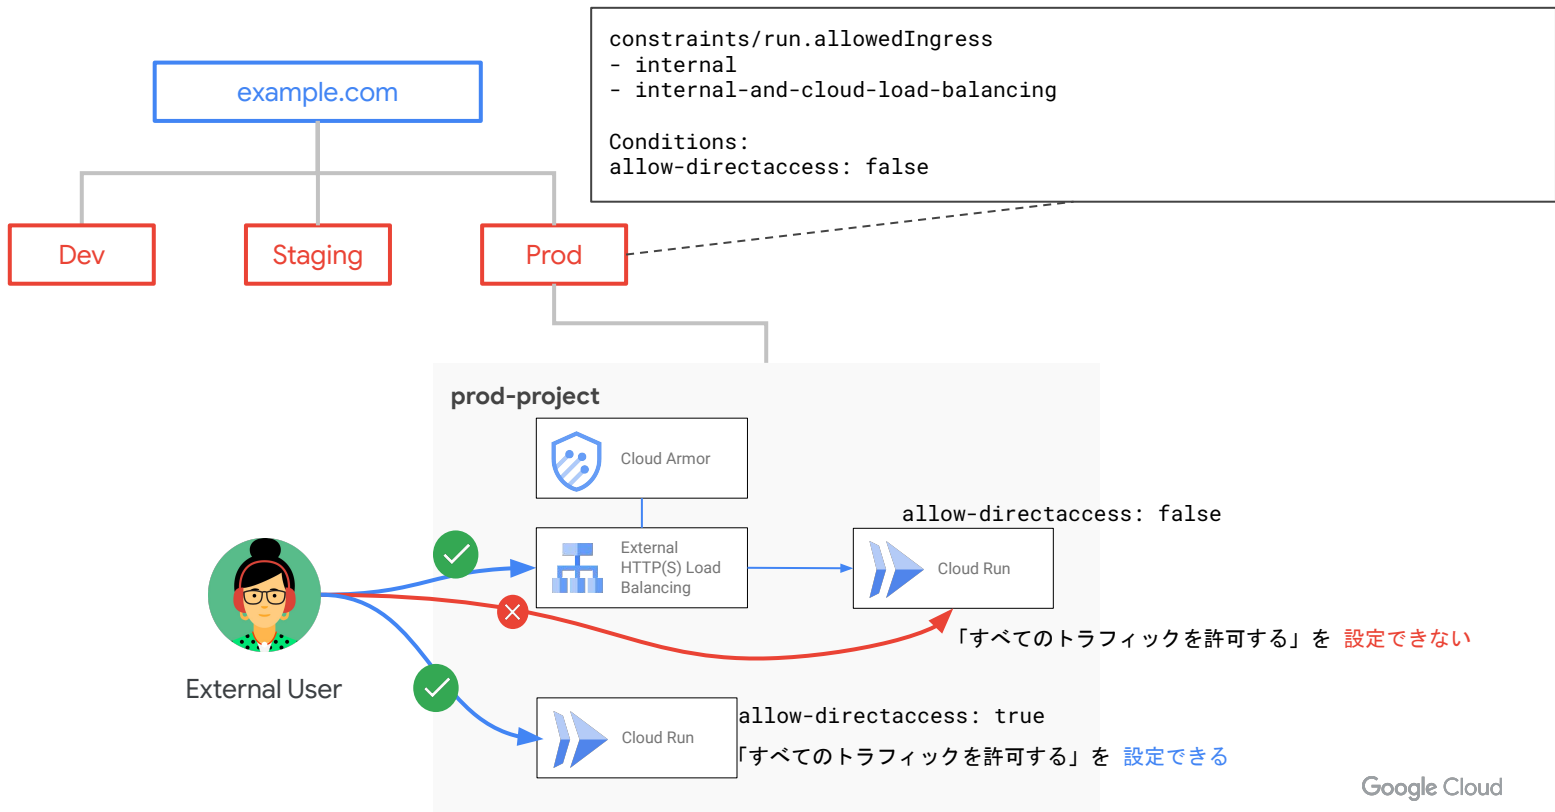 constraints/run.allowedIngress
- internal
- internal-and-cloud-load-balancing
Conditions:
allow-directaccess: false
example.com
Dev
Staging
Prod
prod-project
Cloud Armor
allow-directaccess: false
External
HTTP(S) Load
Balancing
Cloud Run
「すべてのトラフィックを許可する」を 設定できない
External User
Cloud Run
allow-directaccess: true
「すべてのトラフィックを許可する」を 設定できる
Google Cloud